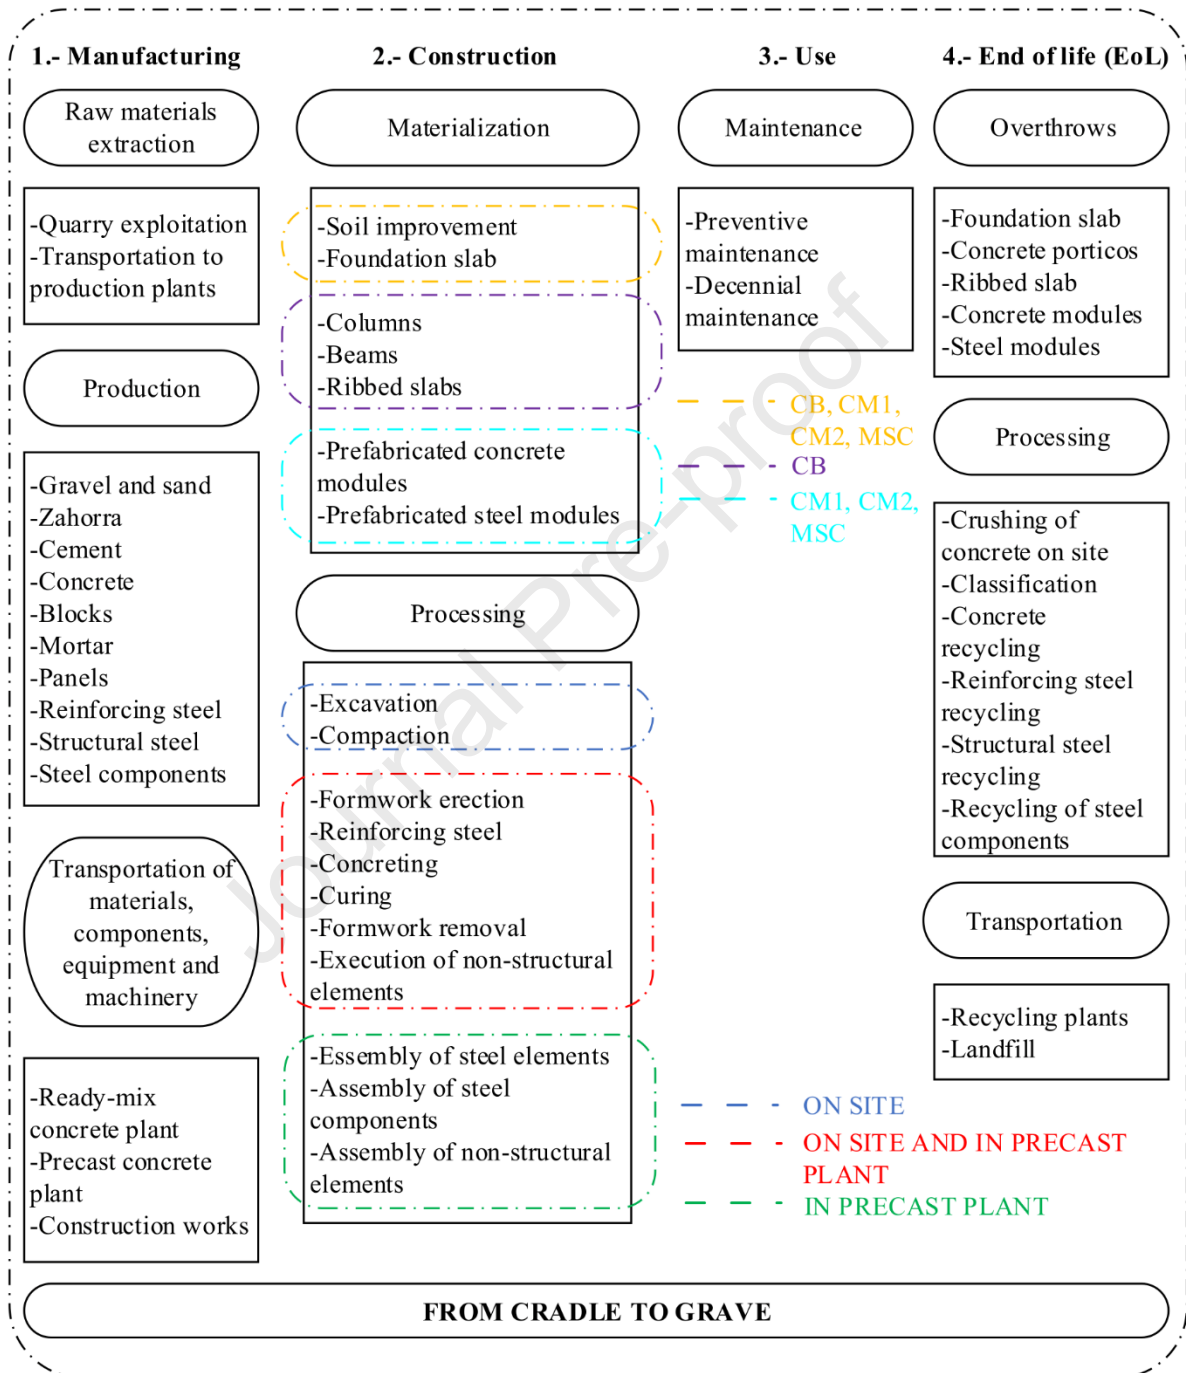 1.- Manufacturing
Raw materials
extraction
-Quarry exploitation
-Transportation to
production plants
Production
-Gravel and sand
-Zahorra
-Cement
-Concrete
-Blocks
-Mortar
-Panels
-Reinforcing steel
-Structural steel
-Steel components
Transportation of
materials,
components,
equipment and
machinery
-Ready-mix
concrete plant
-Precast concrete
plant
-Construction works
2.- Construction
Materialization
-Soil improvement
-Foundation slab
-Columns
-Beams
-Ribbed slabs
-Prefabricated concrete
modules
-Prefabricated steel modules
Processing
-Excavation
-Compaction
-Formwork erection
-Reinforcing steel
-Concreting
-Curing
-Formwork removal
-Execution of non-structural
elements
-Essembly of steel elements
-Assembly of steel
components
-Assembly of non-structural
elements
3.- Use
Maintenance
-Preventive
maintenance
-Decennial
maintenance
CB, CM1,
CM2, MSC
CB
CM1, CM2,
MSC
ON SITE
ON SITE AND IN PRECAST
PLANT
IN PRECAST PLANT
4.- End of life (EoL)
Overthrows
-Foundation slab
-Concrete porticos
-Ribbed slab
-Concrete modules
-Steel modules
Processing
-Crushing of
concrete on site
-Classification
-Concrete
recycling
-Reinforcing steel
recycling
-Structural steel
recycling
-Recycling of steel
components
Transportation
-Recycling plants
-Landfill
FROM CRADLE TO GRAVE
Journal Pre-proof